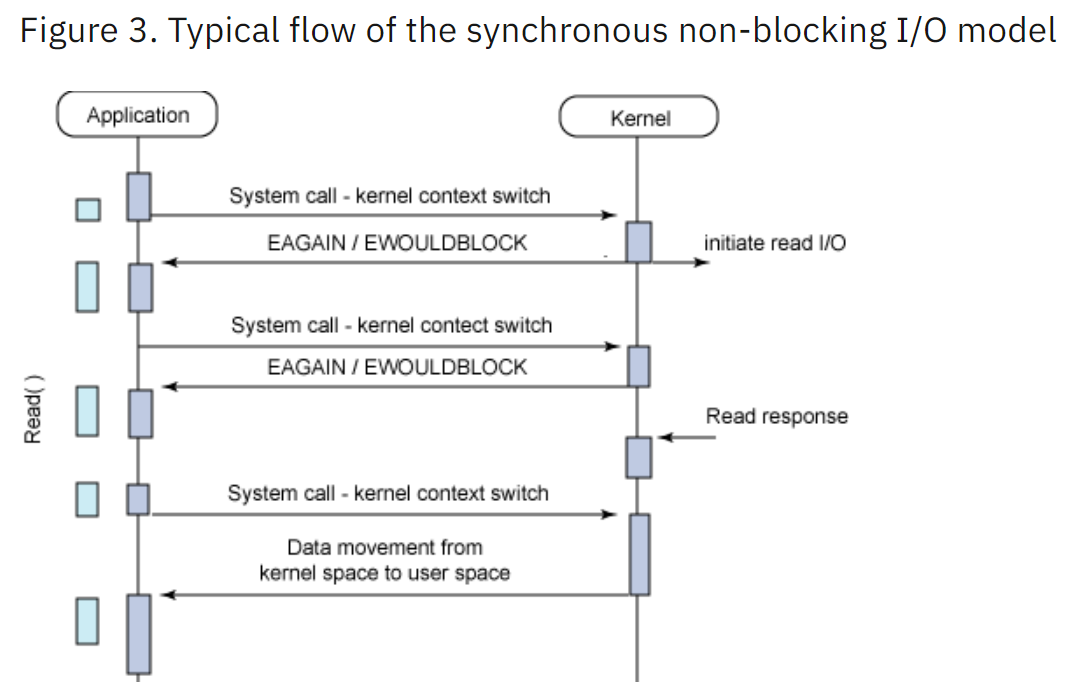 Figure 3. Typical flow of the synchronous non-blocking I/O model
Application
Kernel
System call - kernel context switch
EAGAIN / EWOULDBLOCK
initiate read I/O
System call - kernel contect switch
EAGAIN / EWOULDBLOCK
Read( )
Read response
System call - kernel context switch
Data movement from
kernel space to user space